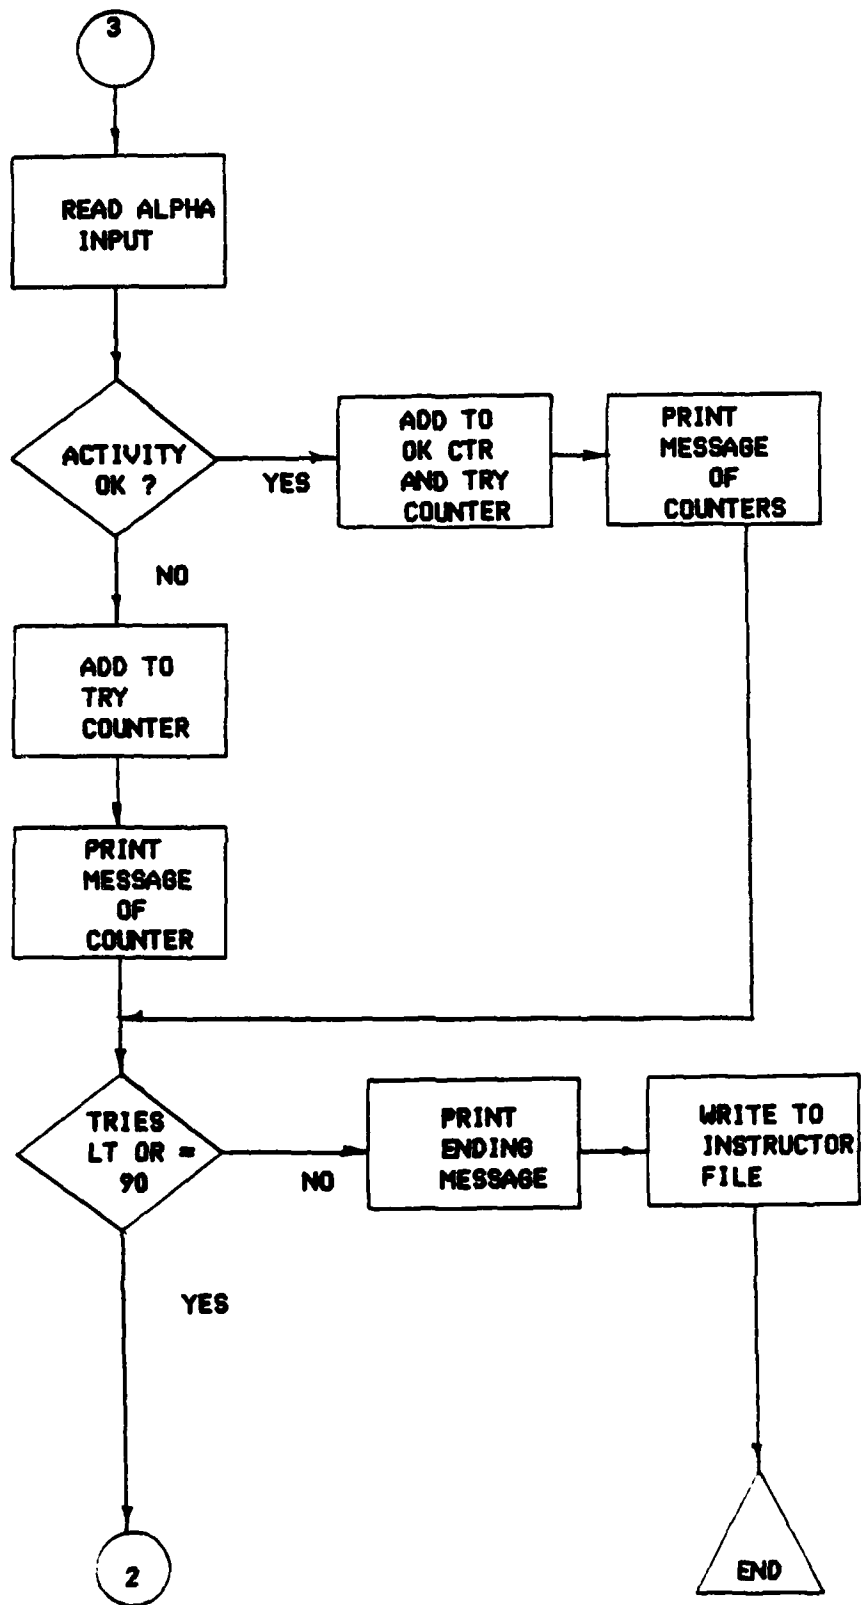 3
READ ALPHA
INPUT
ACTIVITY
OK ?
YES
ADD TO
OK CTR
AND TRY
COUNTER
PRINT
MESSAGE
OF
COUNTERS
NO
ADD TO
TRY
COUNTER
PRINT
MESSAGE
OF
COUNTER
TRIES
LT OR =
90
NO
PRINT
ENDING
MESSAGE
WRITE TO
INSTRUCTOR
FILE
YES
2
END